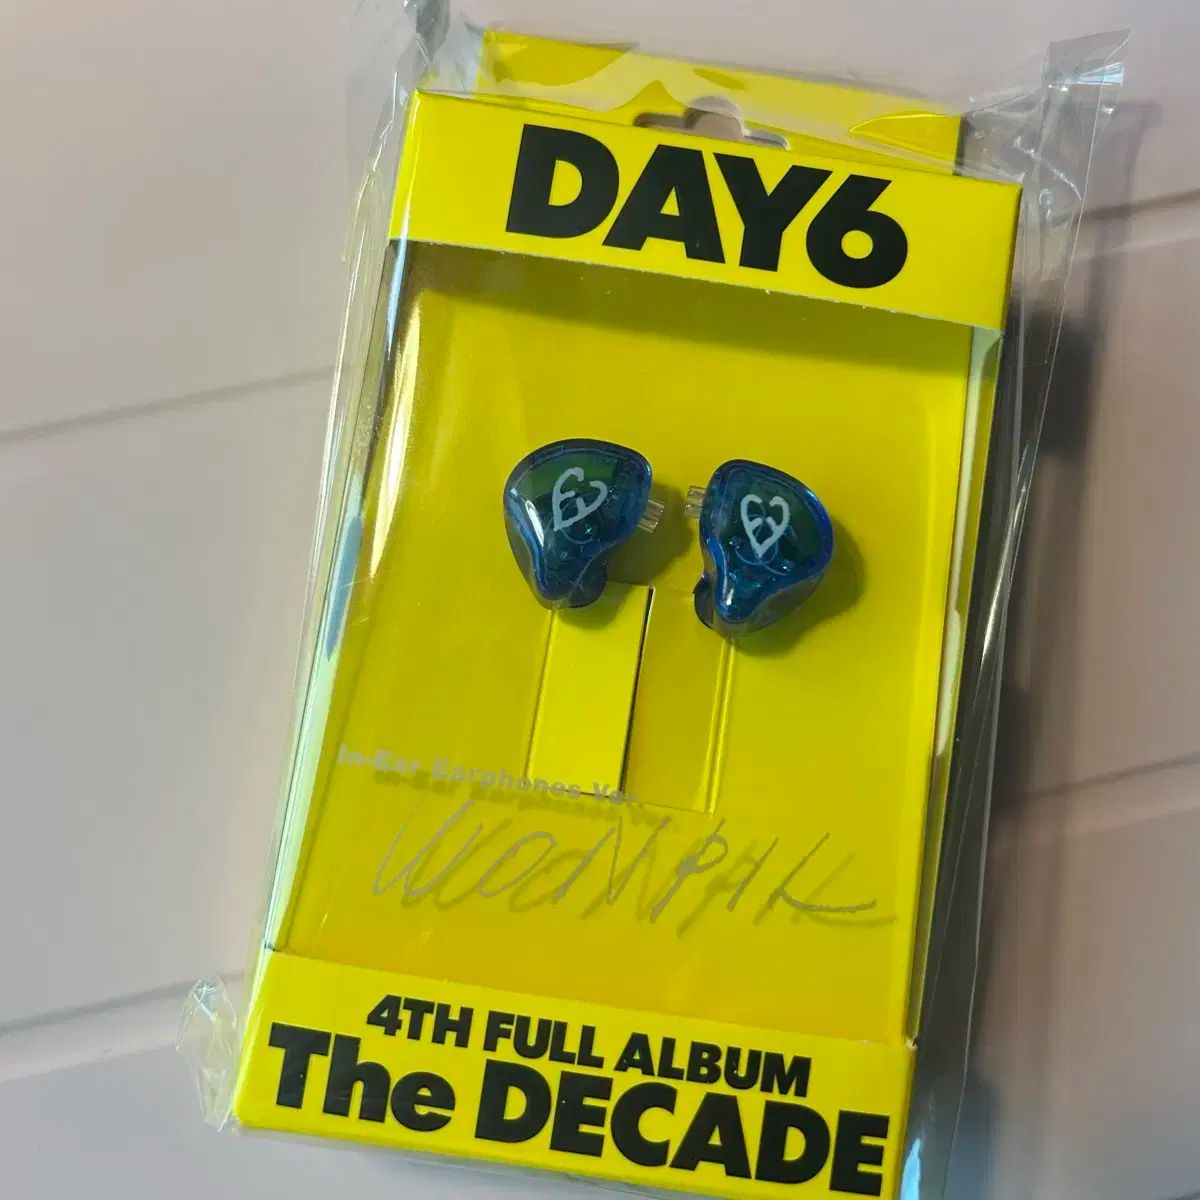 DAY6
In-Ear Earphones Ver.
4TH FULL ALBUM
The DECADE